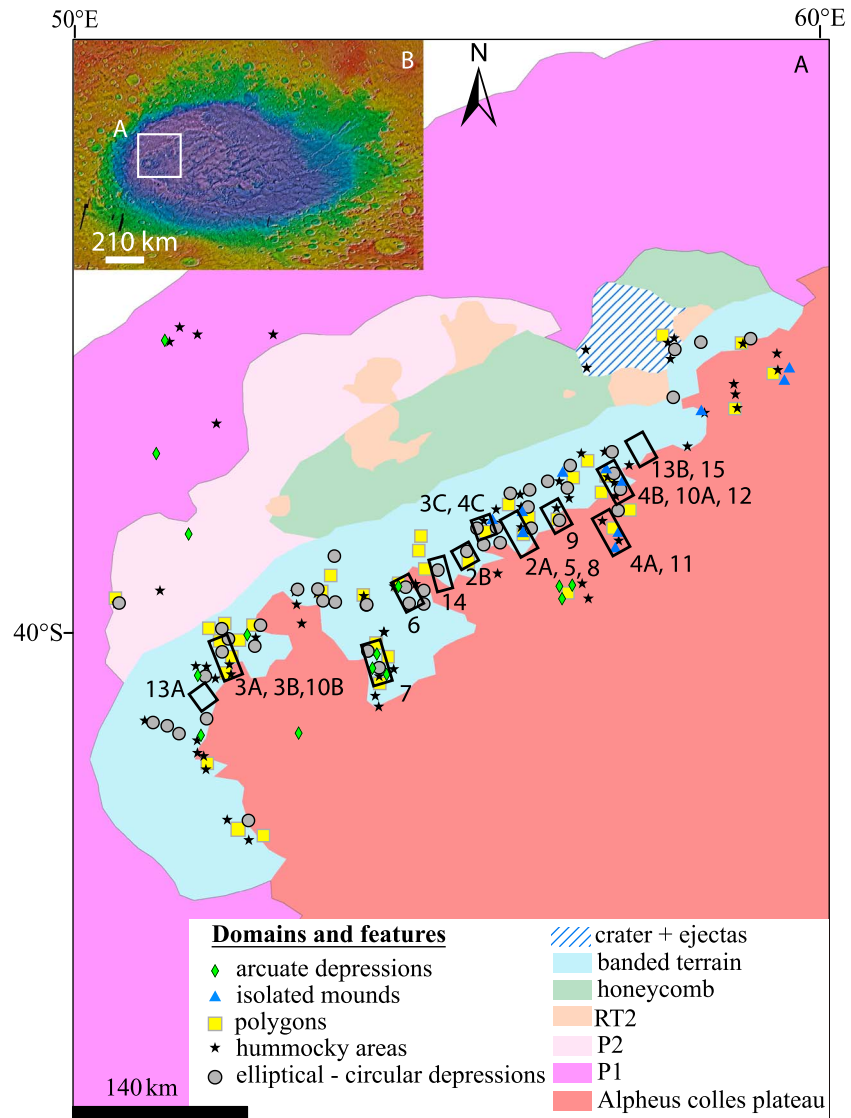 50°E
60°E
B
N
A
A
210 km
13B, 15
3C, 4C
4B, 10A, 12
9
2A, 5, 8
4A, 11
2B
14
6
40°S
13A
3A, 3B,10B
7
Domains and features
arcuate depressions
isolated mounds
polygons
hummocky areas
elliptical - circular depressions
140 km
crater + ejectas
banded terrain
honeycomb
RT2
P2
P1
Alpheus colles plateau